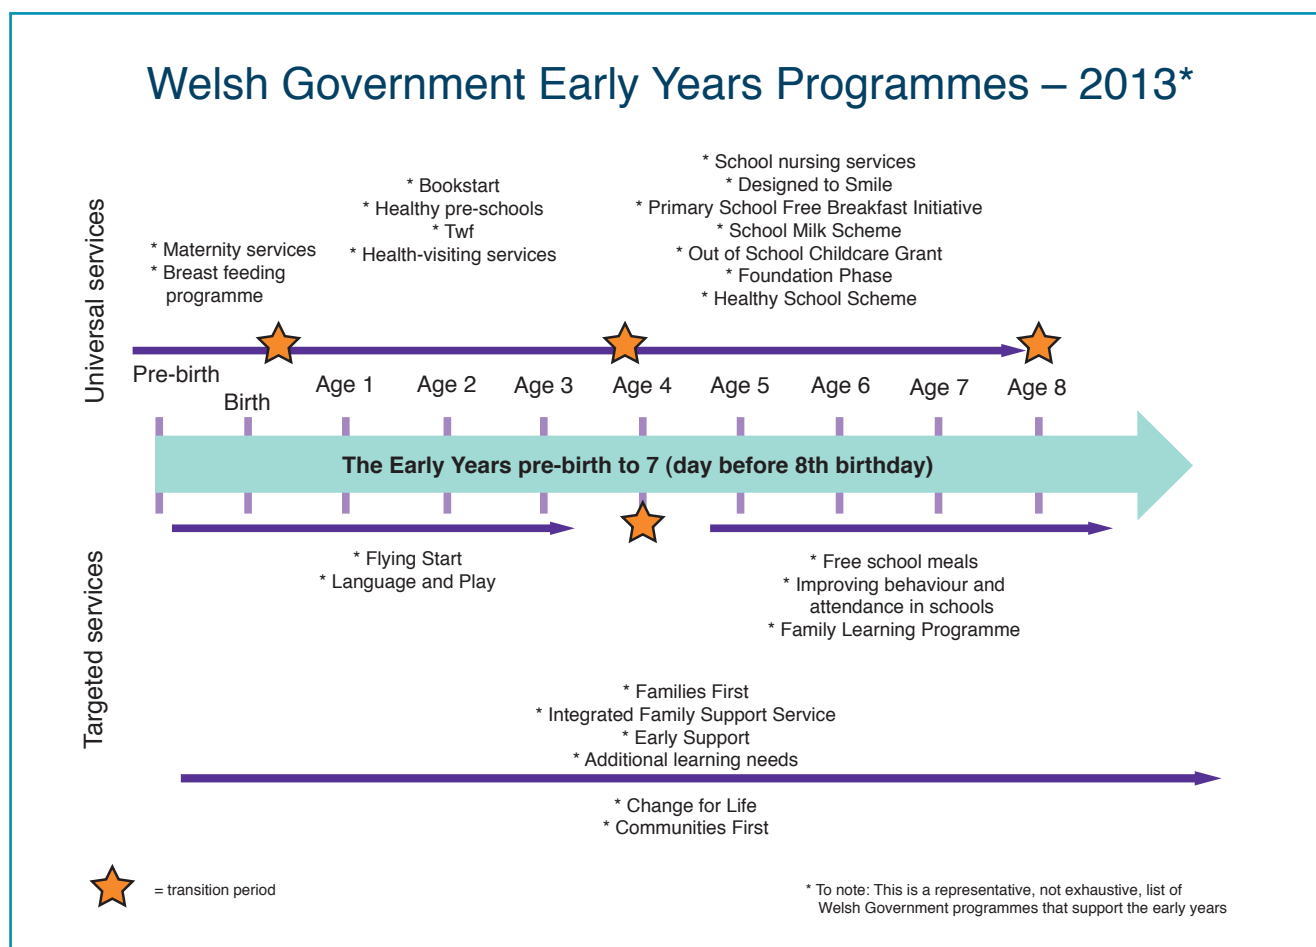 Welsh Government Early Years Programmes – 2013*
Universal services
* Maternity services
* Breast feeding
programme
* Bookstart
* Healthy pre-schools
* Twf
* Health-visiting services
* School nursing services
* Designed to Smile
* Primary School Free Breakfast Initiative
* School Milk Scheme
* Out of School Childcare Grant
* Foundation Phase
* Healthy School Scheme
Pre-birth
Birth
Age 1
Age 2
Age 3
Age 4
Age 5
Age 6
Age 7
Age 8
The Early Years pre-birth to 7 (day before 8th birthday)
Targeted services
* Flying Start
* Language and Play
* Free school meals
* Improving behaviour and
attendance in schools
* Family Learning Programme
* Families First
* Integrated Family Support Service
* Early Support
* Additional learning needs
* Change for Life
* Communities First
= transition period
* To note: This is a representative, not exhaustive, list of
Welsh Government programmes that support the early years